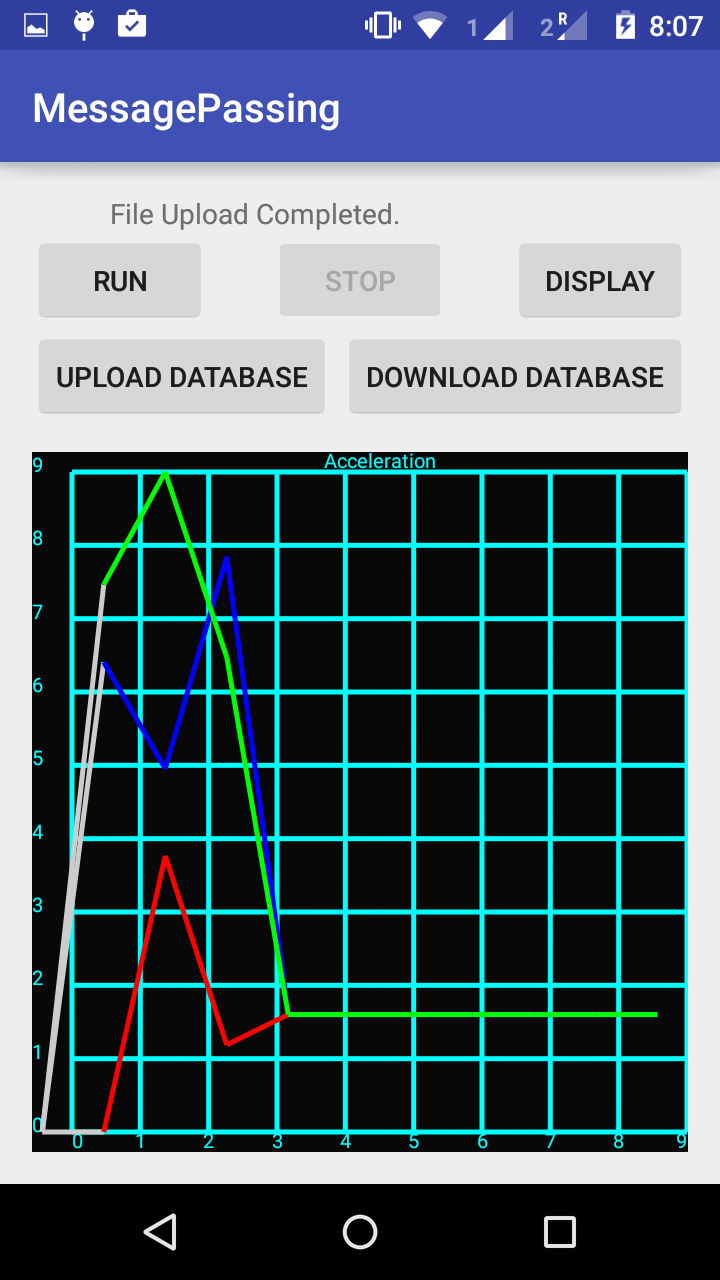 1 2 R 8:07
MessagePassing
File Upload Completed.
RUN STOP DISPLAY
UPLOAD DATABASE DOWNLOAD DATABASE
Acceleration
9
8
7
6
5
4
3
2
1
0
0 1 2 3 4 5 6 7 8 9